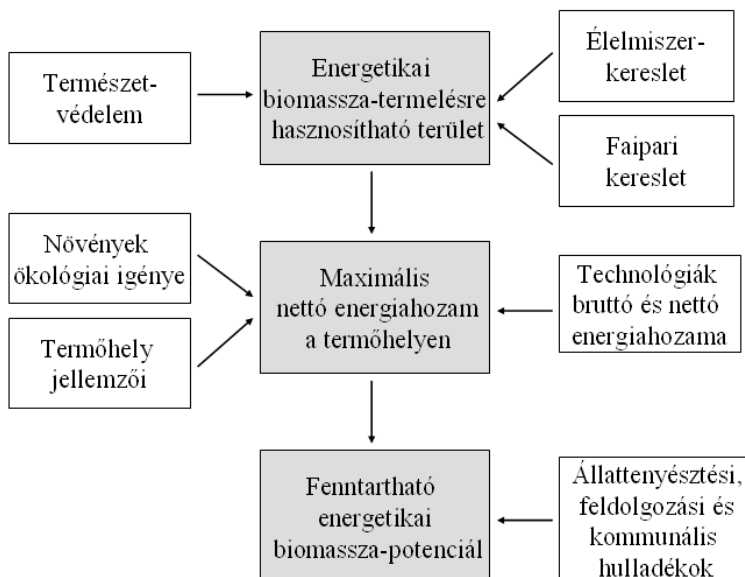 Természet-
védelem
Energetikai
biomassza-termelésre
hasznosítható terület
Élelmiszer-
kereslet
Faipari
kereslet
Növények
ökológiai igénye
Termőhely
jellemzői
Maximális
nettó energiahozam
a termőhelyen
Technológiák
bruttó és nettó
energiahozama
Fenntartható
energetikai
biomassza-potenciál
Állattenyésztési,
feldolgozási és
kommunális
hulladékok